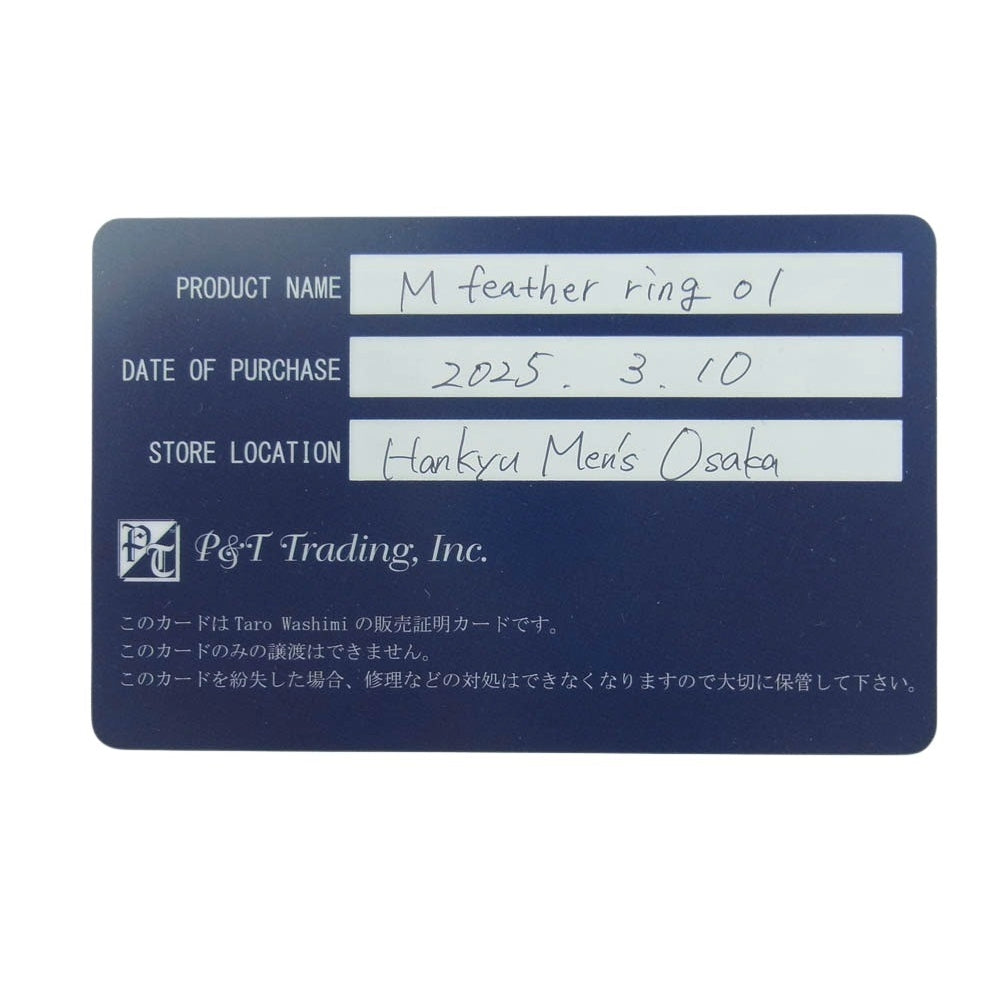 PRODUCT NAME M feather ring 01
DATE OF PURCHASE 2025. 3. 10
STORE LOCATION Hankyu Men's Osaka
PT P&T Trading, Inc.
このカードはTaro Washimiの販売証明カードです。
このカードのみの譲渡はできません。
このカードを紛失した場合、修理などの対処はできなくなりますので大切に保管して下さい。